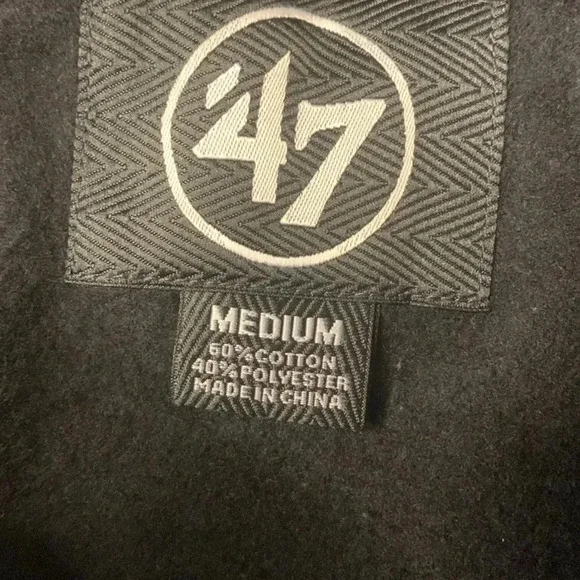 '47
MEDIUM
60% COTTON
40% POLYESTER
MADE IN CHINA